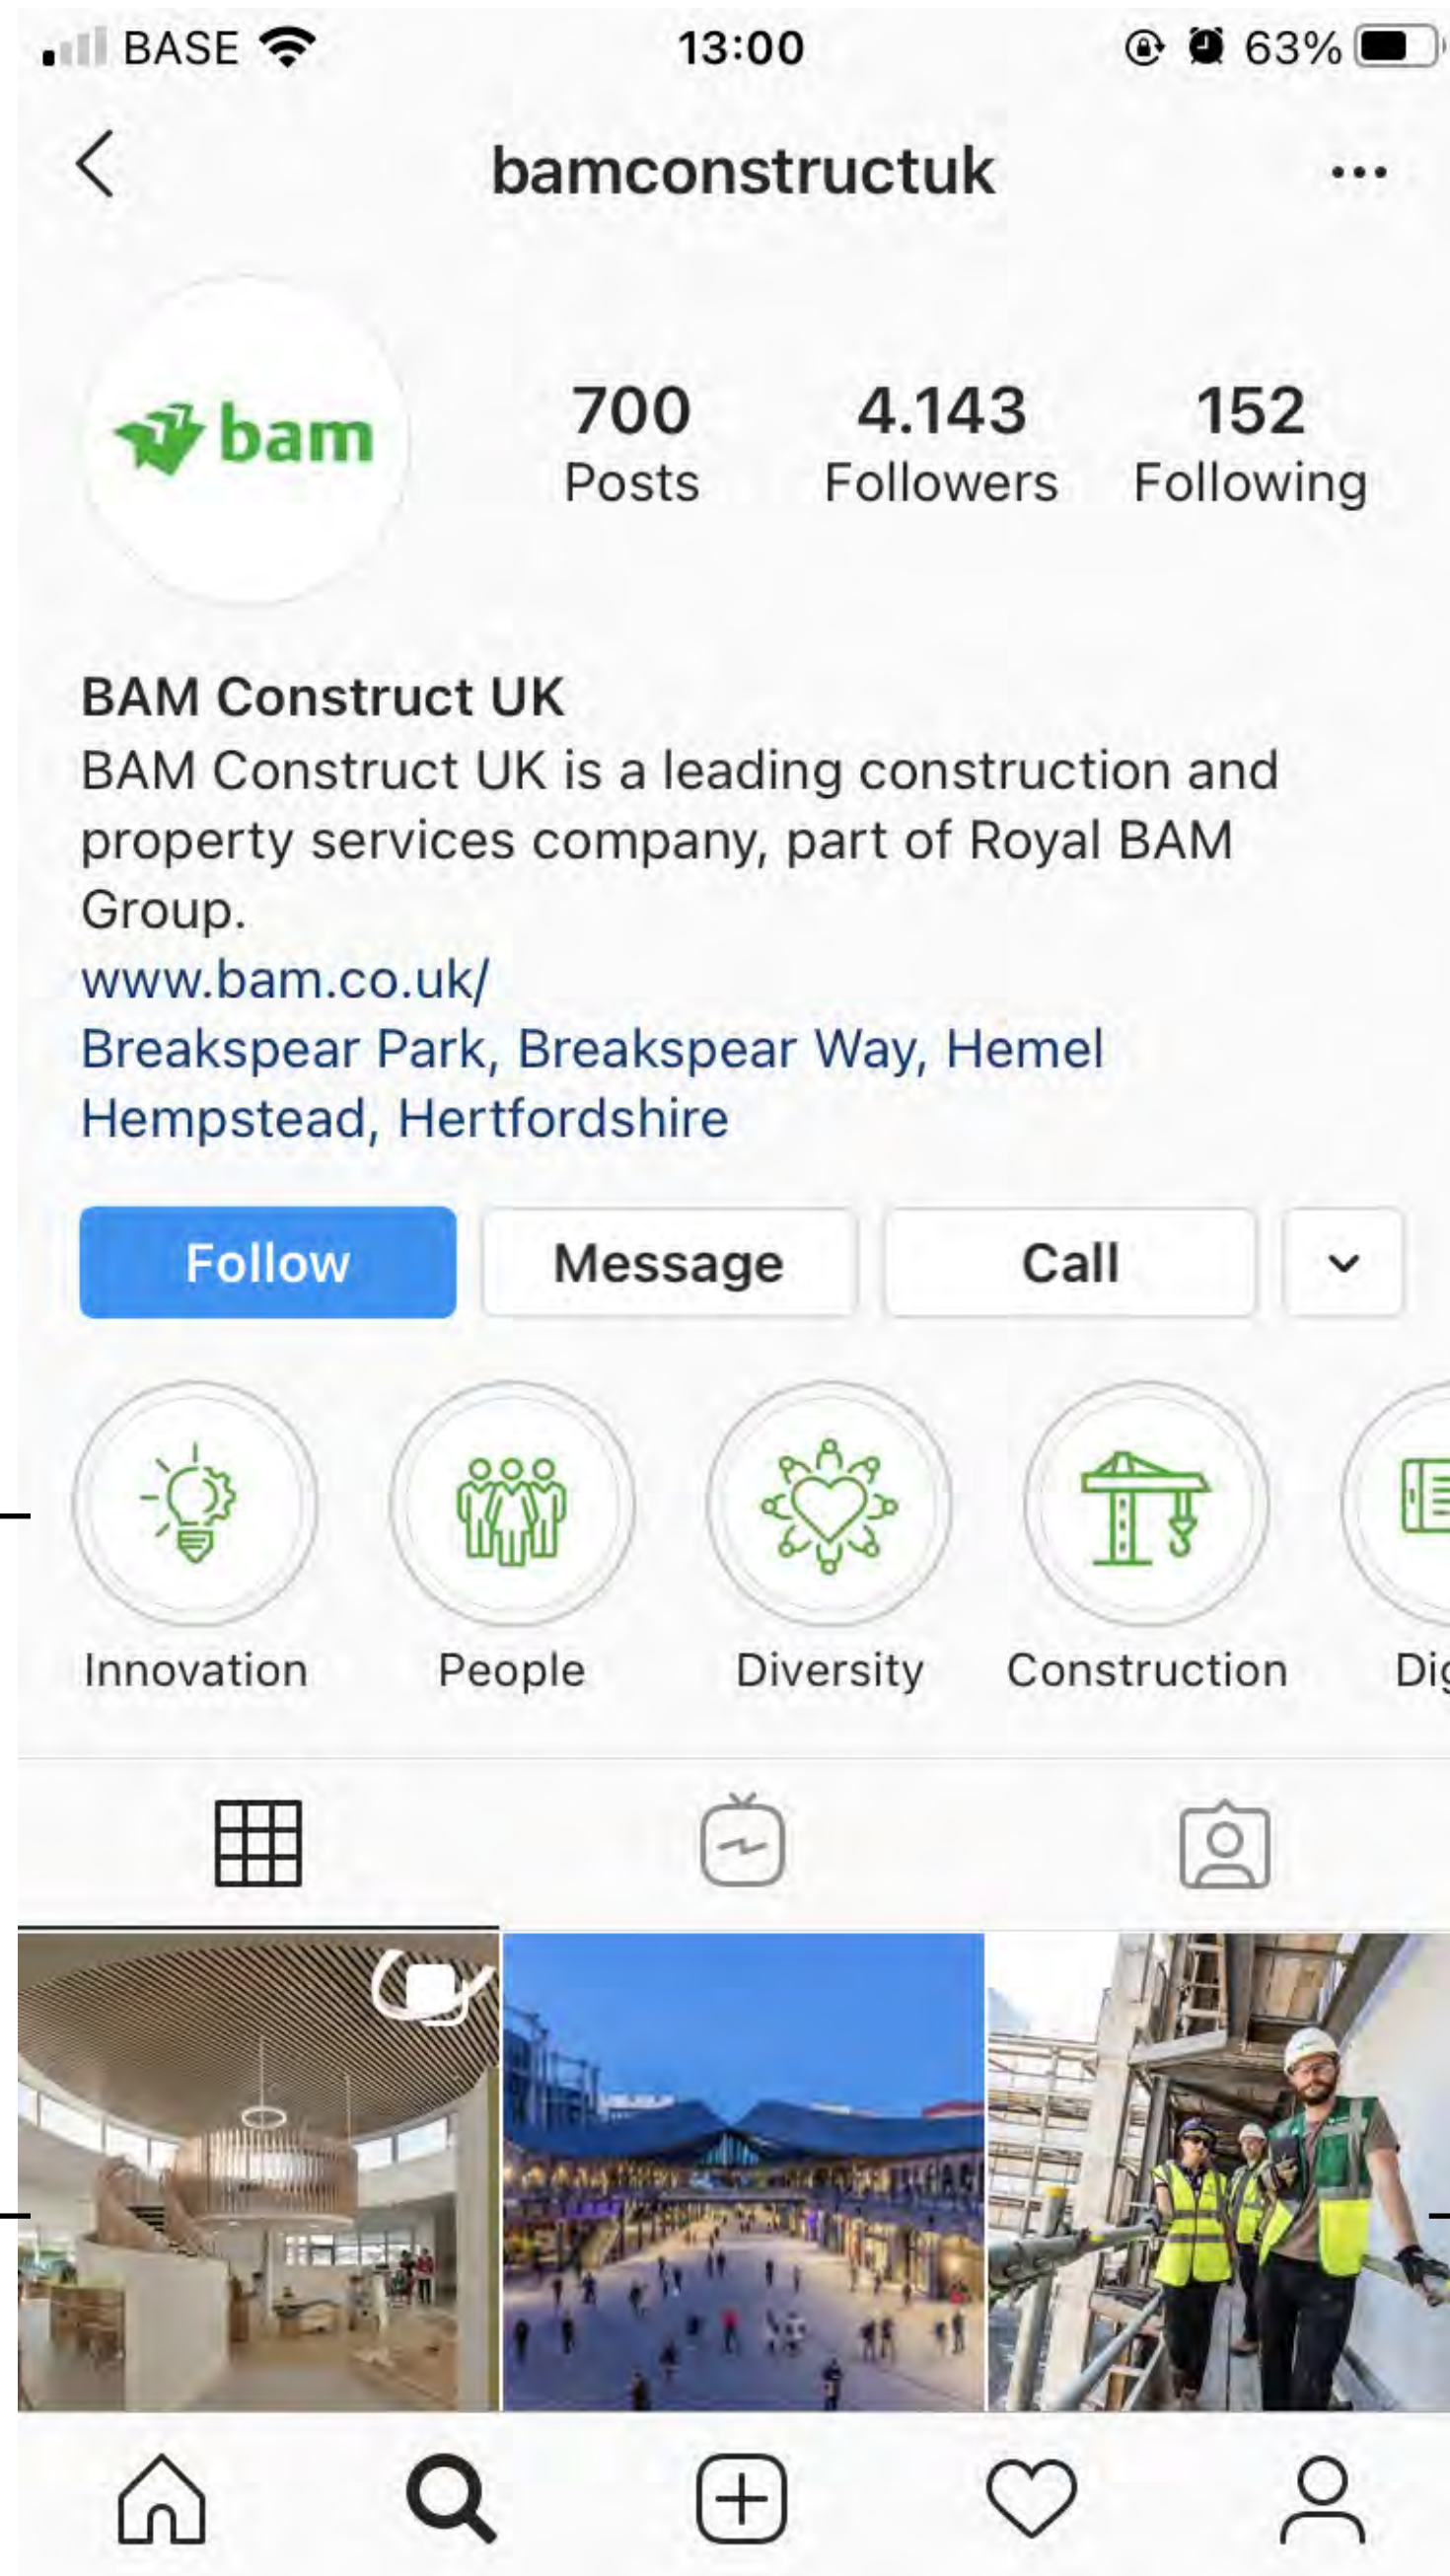 BASE 13:00 63%
bamconstructuk
bam
700 4.143 152
Posts Followers Following
BAM Construct UK
BAM Construct UK is a leading construction and
property services company, part of Royal BAM
Group.
www.bam.co.uk/
Breakspear Park, Breakspear Way, Hemel
Hempstead, Hertfordshire
Follow Message Call
Innovation People Diversity Construction Dig